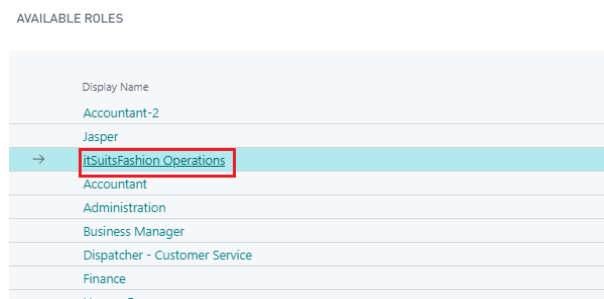 AVAILABLE ROLES
Display Name
Accountant-2
Jasper
itSuitsFashion Operations
Accountant
Administration
Business Manager
Dispatcher - Customer Service
Finance